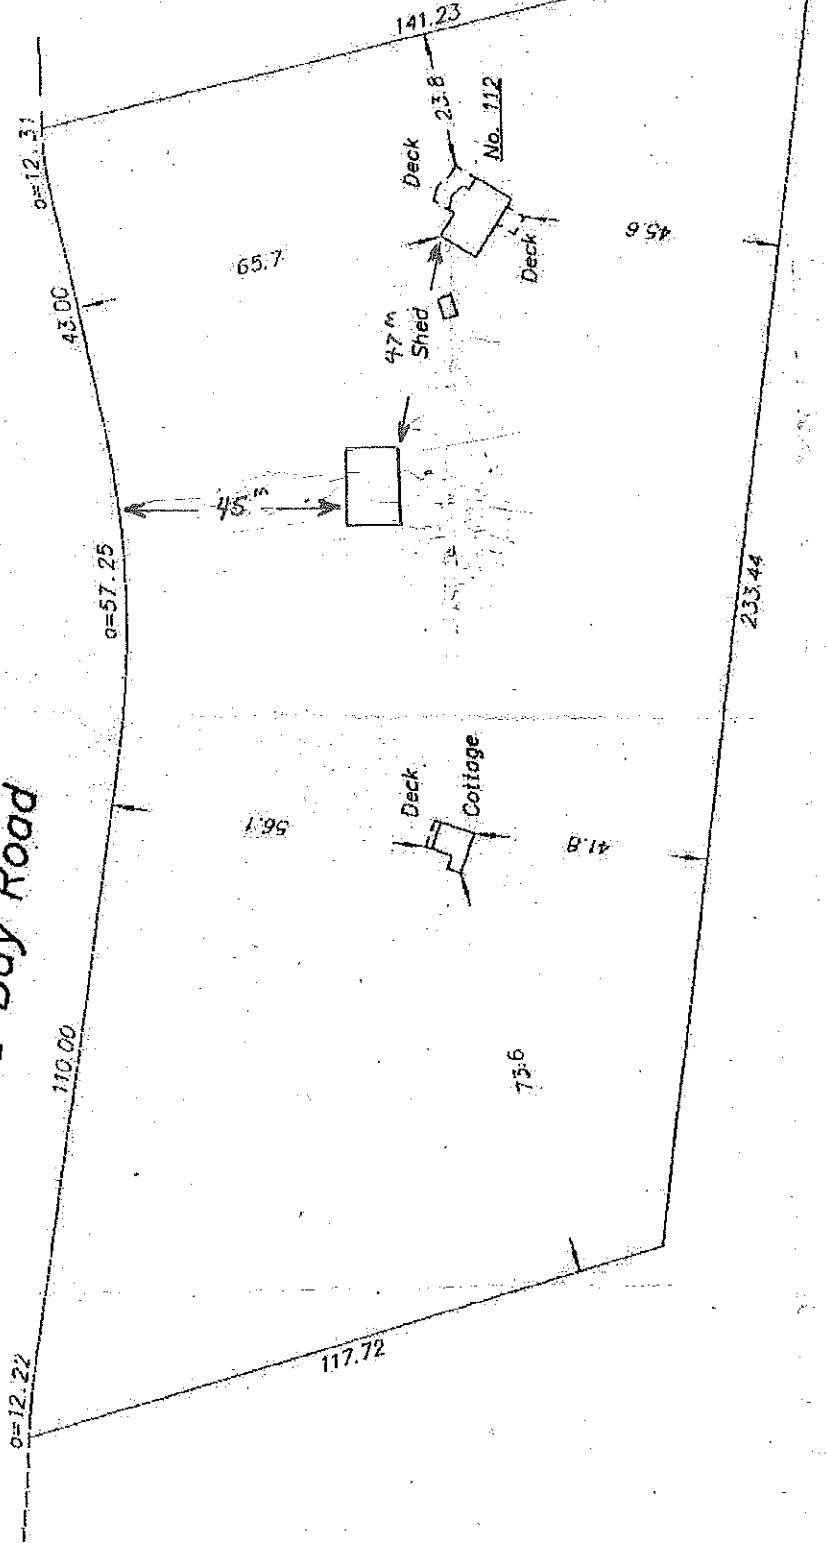 141.23
a=12.31
23.8
No. 112
Deck
Deck
65.7
45.6
43.00
47 m
Shed
45 m
a=57.25
233.44
Bay Road
Deck
Cottage
56.1
41.8
110.00
73.6
117.72
a=12.22